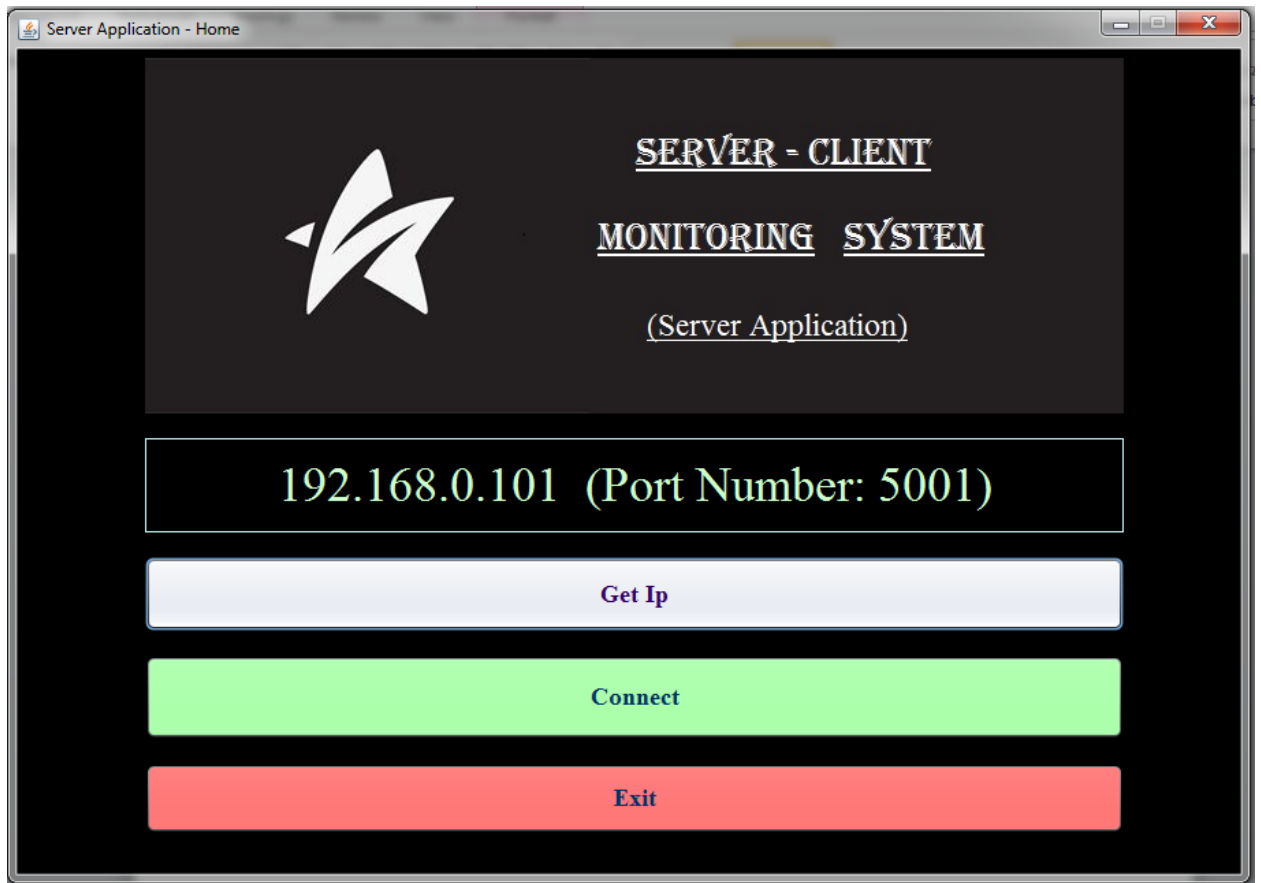 Server Application - Home
SERVER - CLIENT
MONITORING SYSTEM
(Server Application)
192.168.0.101 (Port Number: 5001)
Get Ip
Connect
Exit